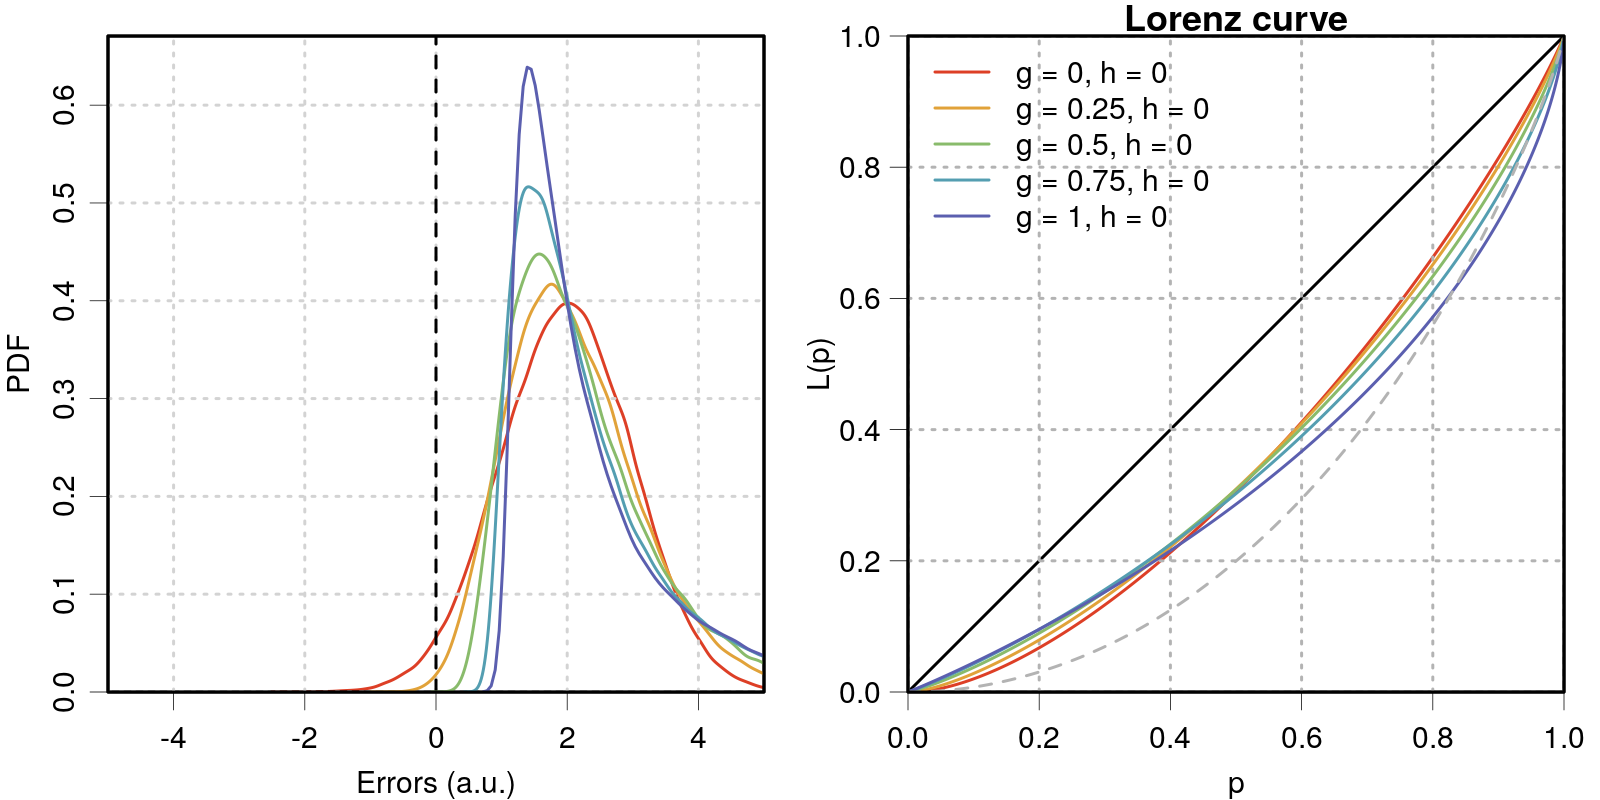 PDF
0.0
0.1
0.2
0.3
0.4
0.5
0.6
-4
-2
0
2
4
Errors (a.u.)
Lorenz curve
g = 0, h = 0
g = 0.25, h = 0
g = 0.5, h = 0
g = 0.75, h = 0
g = 1, h = 0
L(p)
1.0
0.8
0.6
0.4
0.2
0.0
0.0
0.2
0.4
0.6
0.8
1.0
p